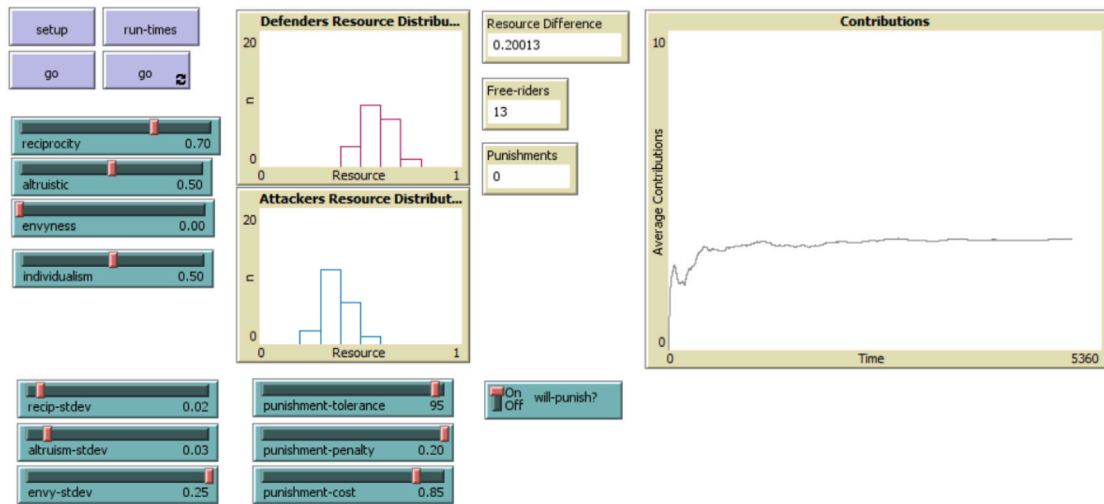 setup
run-times
go
go
reciprocity 0.70
altruistic 0.50
envyness 0.00
individualism 0.50
Defenders Resource Distribu...
20
n
0
0 Resource 1
Attackers Resource Distribut...
20
n
0
0 Resource 1
Resource Difference
0.20013
Free-riders
13
Punishments
0
Contributions
10
Average Contributions
0
0 Time 5360
recip-stdev 0.02
altruism-stdev 0.03
envy-stdev 0.25
punishment-tolerance 95
punishment-penalty 0.20
punishment-cost 0.85
On
Off
will-punish?